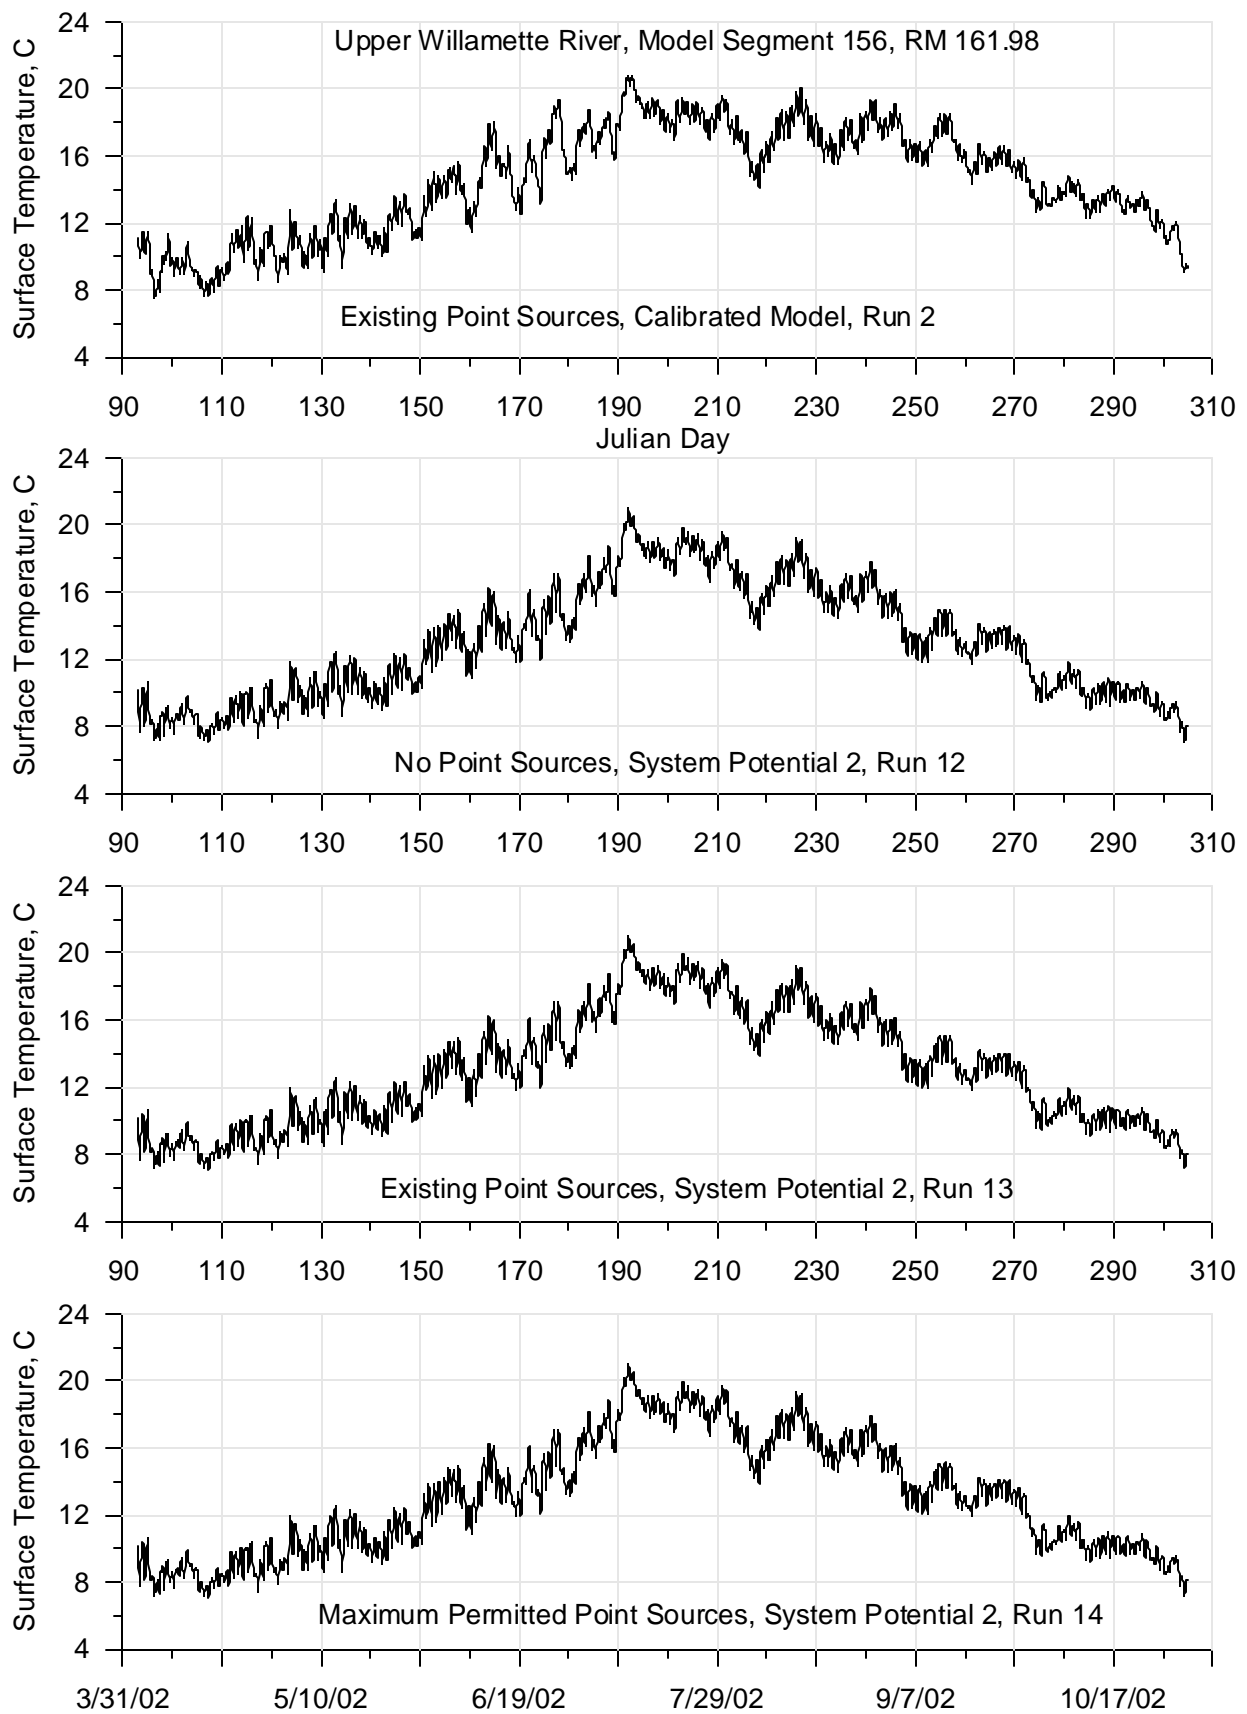 Upper Willamette River, Model Segment 156, RM 161.98
Surface Temperature, C
24
20
16
12
8
4
Existing Point Sources, Calibrated Model, Run 2
90 110 130 150 170 190 210 230 250 270 290 310
Julian Day
Surface Temperature, C
24
20
16
12
8
4
No Point Sources, System Potential 2, Run 12
90 110 130 150 170 190 210 230 250 270 290 310
Surface Temperature, C
24
20
16
12
8
4
Existing Point Sources, System Potential 2, Run 13
90 110 130 150 170 190 210 230 250 270 290 310
Surface Temperature, C
24
20
16
12
8
4
Maximum Permitted Point Sources, System Potential 2, Run 14
3/31/02 5/10/02 6/19/02 7/29/02 9/7/02 10/17/02